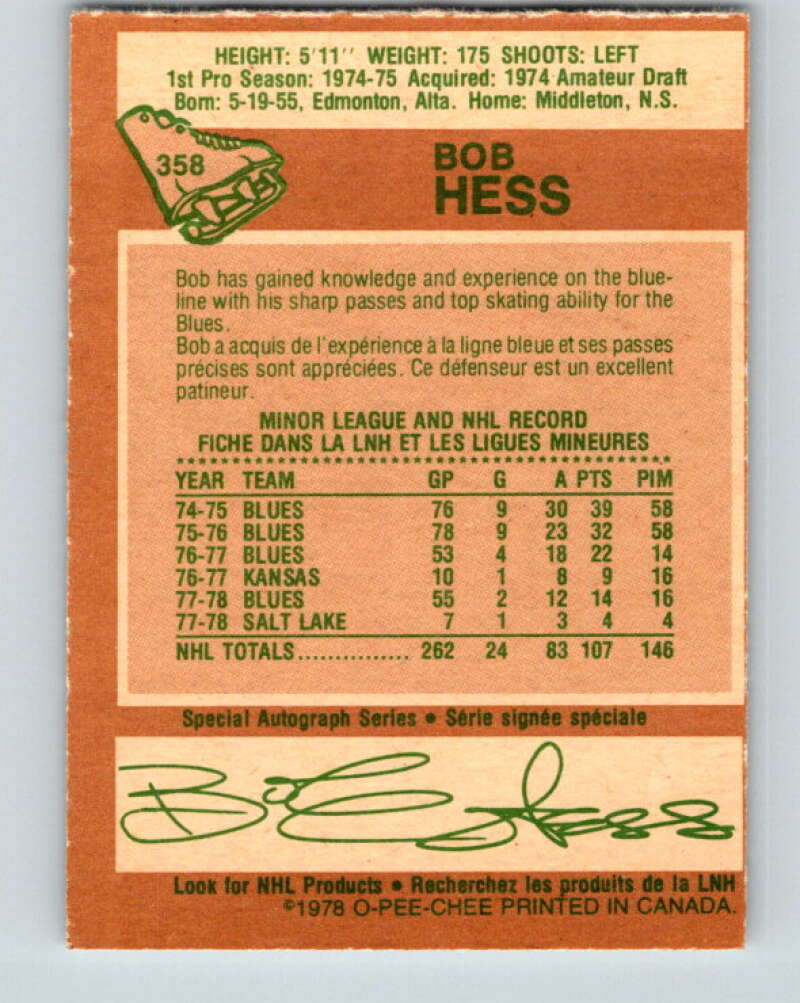 HEIGHT: 5'11'' WEIGHT: 175 SHOOTS: LEFT
1st Pro Season: 1974-75 Acquired: 1974 Amateur Draft
Born: 5-19-55, Edmonton, Alta. Home: Middleton, N.S.
358
BOB
HESS
Bob has gained knowledge and experience on the blue-
line with his sharp passes and top skating ability for the
Blues.
Bob a acquis de l'expérience à la ligne bleue et ses passes
précises sont appréciées. Ce défenseur est un excellent
patineur.
MINOR LEAGUE AND NHL RECORD
FICHE DANS LA LNH ET LES LIGUES MINEURES
YEAR TEAM GP G A PTS PIM
74-75 BLUES 76 9 30 39 58
75-76 BLUES 78 9 23 32 58
76-77 BLUES 53 4 18 22 14
76-77 KANSAS 10 1 8 9 16
77-78 BLUES 55 2 12 14 16
77-78 SALT LAKE 7 1 3 4 4
NHL TOTALS............... 262 24 83 107 146
Special Autograph Series • Série signée spéciale
Bob Hess
Look for NHL Products • Recherchez les produits de la LNH
©1978 O-PEE-CHEE PRINTED IN CANADA.